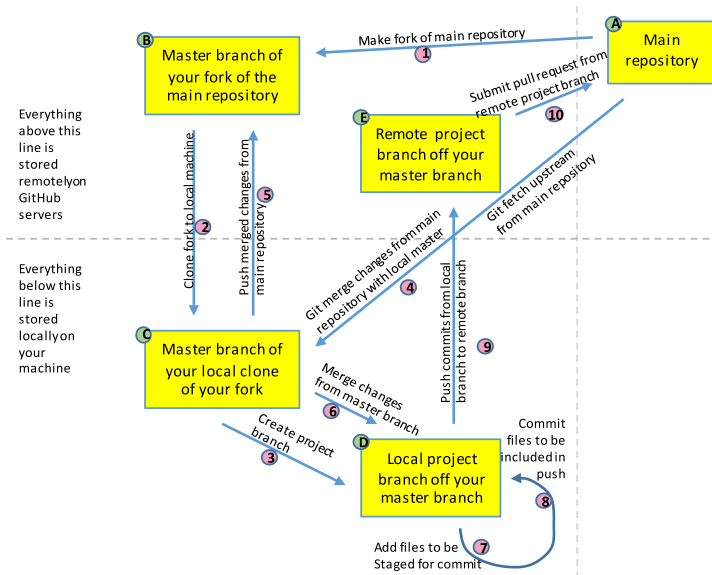 A
Main
repository
Make fork of main repository
1
B
Master branch of
your fork of the
main repository
Submit pull request from
remote project branch
10
E
Remote project
branch off your
master branch
Everything
above this
line is
stored
remotelyon
GitHub
servers
Clone fork to local machine
2
Push merged changes from
main repository
5
Git fetch upstream
from main repository
Git merge changes from main
repository with local master
4
Everything
below this
line is
stored
locallyon
your
machine
C
Master branch of
your local clone
of your fork
Push commits from local
branch to remote branch
9
Merge changes
from master branch
6
Create project
branch
3
D
Local project
branch off your
master branch
Commit
files to be
included in
push
8
7
Add files to be
Staged for commit